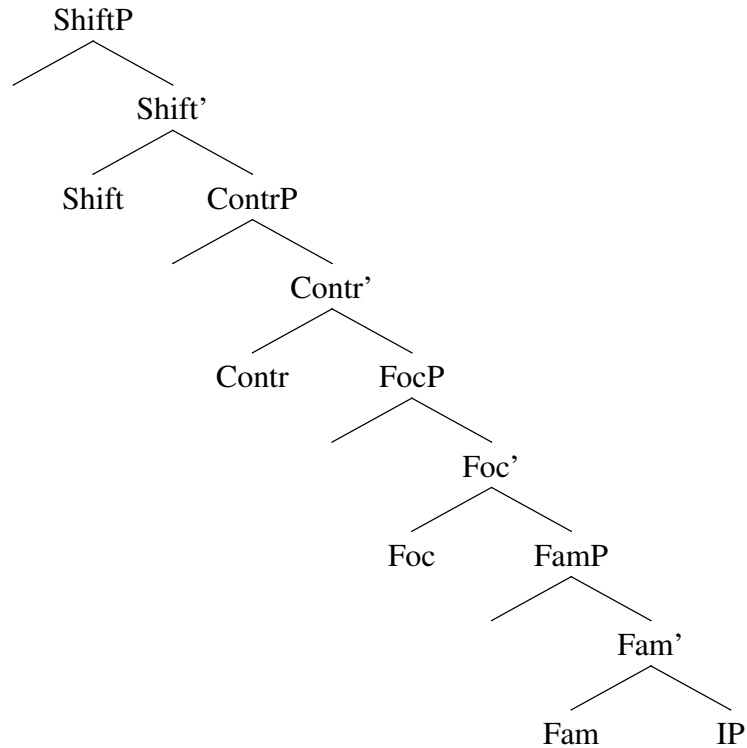 ShiftP
Shift’
Shift ContrP
Contr’
Contr FocP
Foc’
Foc FamP
Fam’
Fam IP